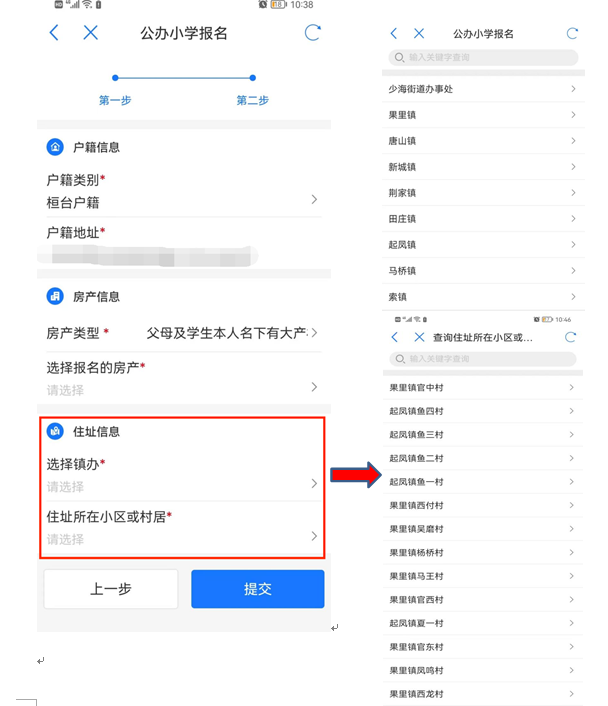 10:38
公办小学报名
第一步
第二步
户籍信息
户籍类别*
桓台户籍
户籍地址*
房产信息
房产类型 * 父母及学生本人名下有大产
选择报名的房产*
请选择
住址信息
选择镇办*
请选择
住址所在小区或村居*
请选择
上一步
提交
公办小学报名
输入关键字查询
少海街道办事处
果里镇
唐山镇
新城镇
荆家镇
田庄镇
起凤镇
马桥镇
索镇
10:46
查询住址所在小区或...
输入关键字查询
果里镇官中村
起凤镇鱼四村
起凤镇鱼三村
起凤镇鱼二村
起凤镇鱼一村
果里镇西付村
果里镇吴磨村
果里镇杨桥村
果里镇马王村
果里镇官西村
起凤镇夏一村
果里镇官东村
果里镇凤鸣村
果里镇西龙村